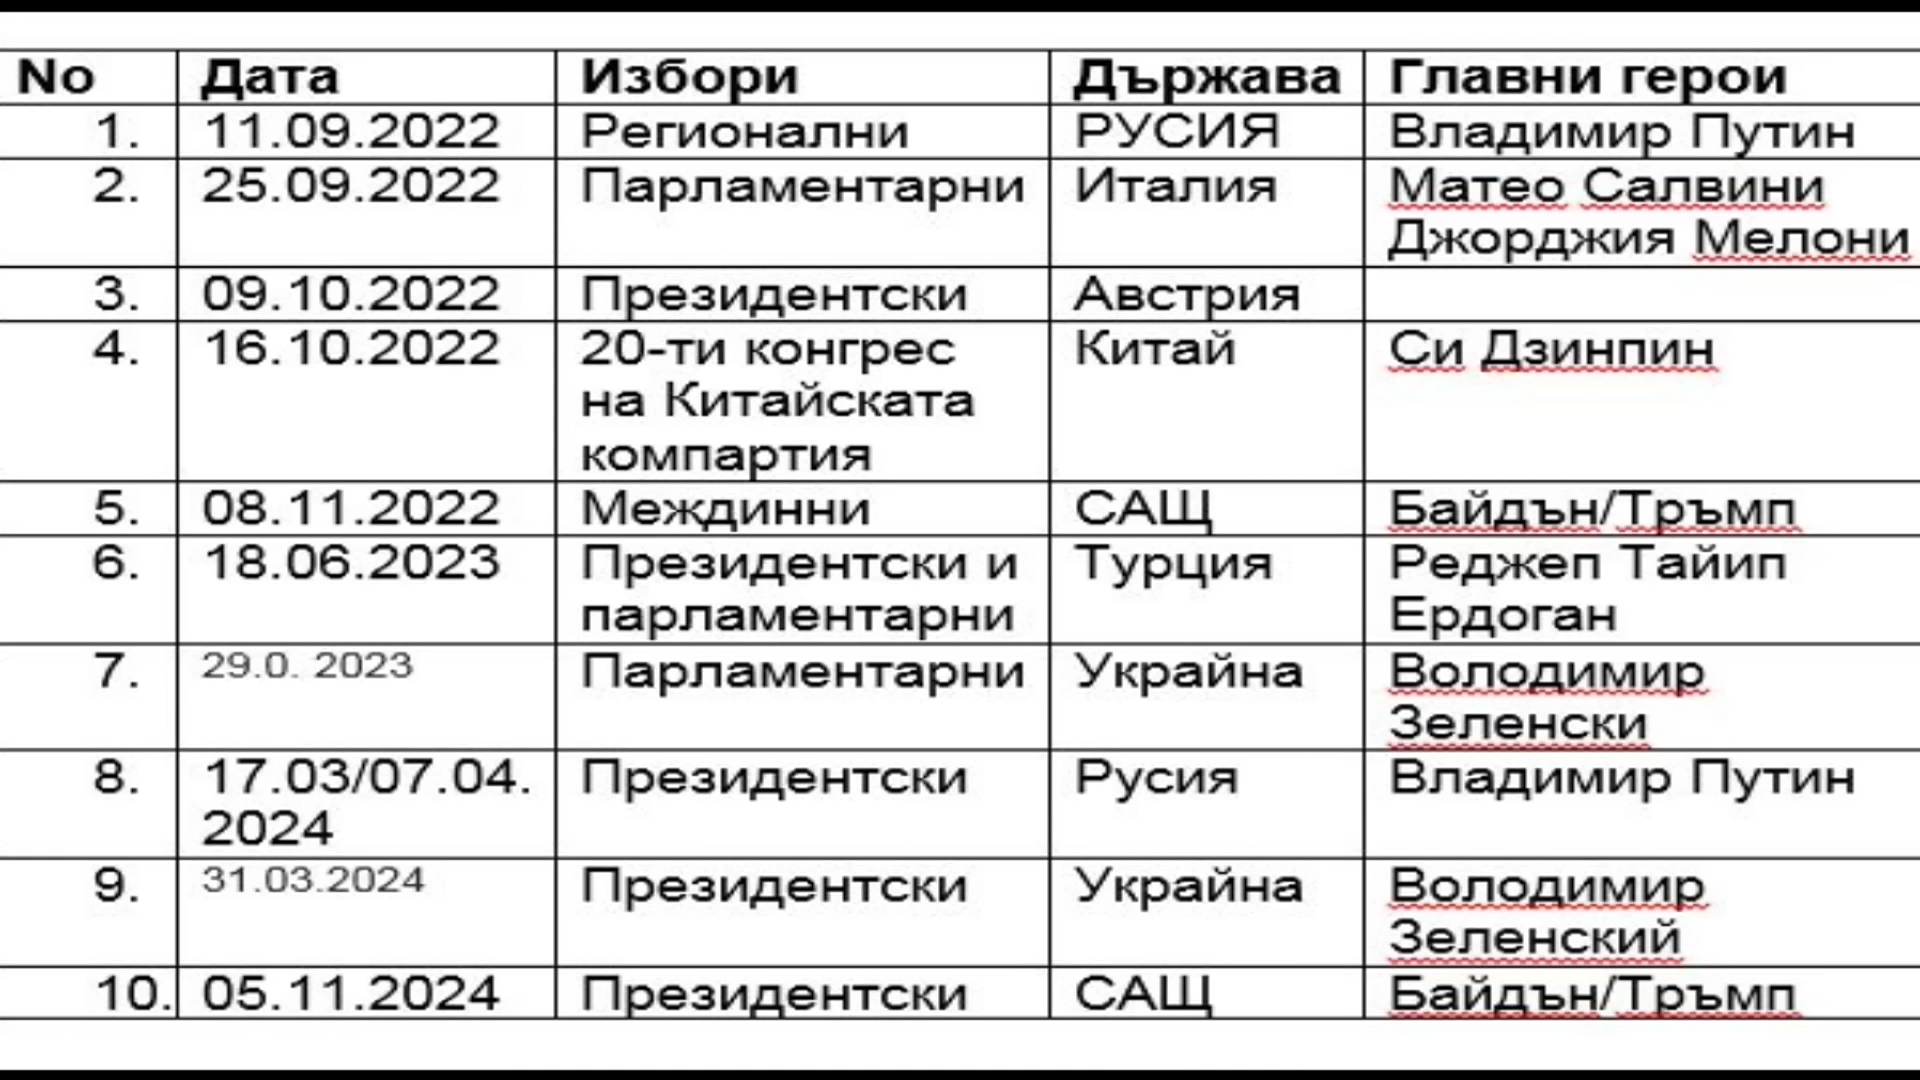 No Дата Избори Държава Главни герои
1. 11.09.2022 Регионални РУСИЯ Владимир Путин
2. 25.09.2022 Парламентарни Италия Матео Салвини
Джорджия Мелони
3. 09.10.2022 Президентски Австрия
4. 16.10.2022 20-ти конгрес Китай Си Дзинпин
на Китайската
компартия
5. 08.11.2022 Междинни САЩ Байдън/Тръмп
6. 18.06.2023 Президентски и Турция Реджеп Тайип
парламентарни Ердоган
7. 29.0. 2023 Парламентарни Украйна Володимир
Зеленски
8. 17.03/07.04. Президентски Русия Владимир Путин
2024
9. 31.03.2024 Президентски Украйна Володимир
Зеленский
10. 05.11.2024 Президентски САЩ Байдън/Тръмп